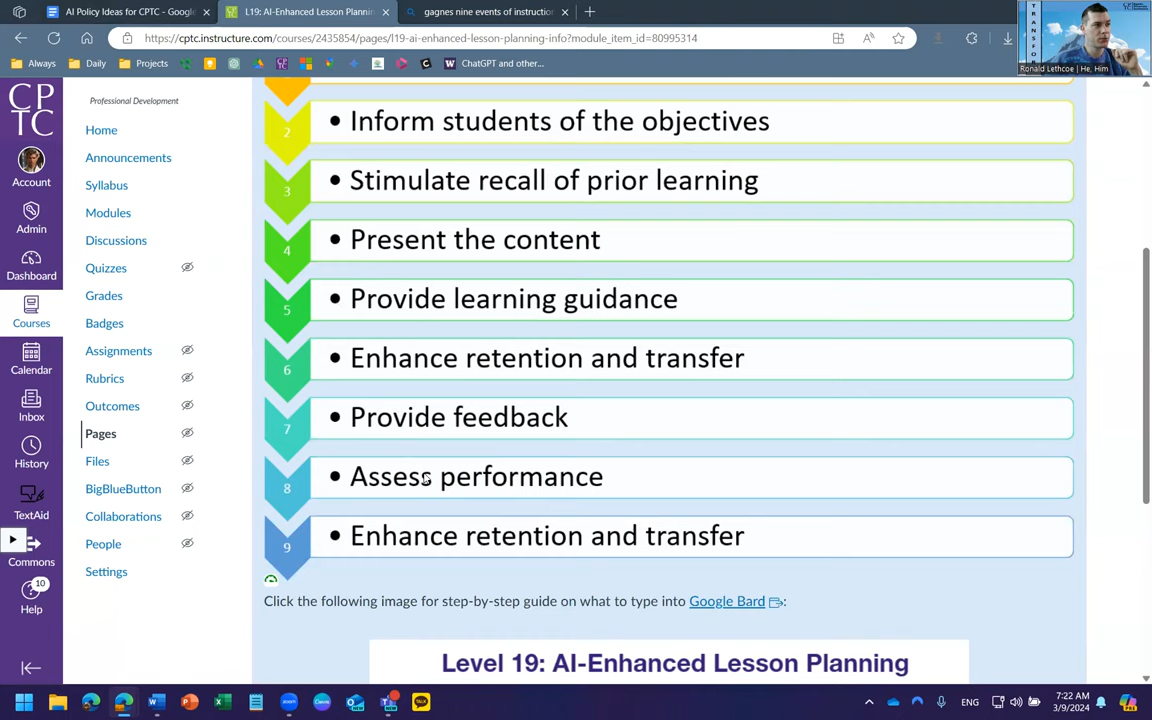 AI Policy Ideas for CPTC - Google
L19: AI-Enhanced Lesson Plannin
gagnes nine events of instructio
https://cptc.instructure.com/courses/2435854/pages/l19-ai-enhanced-lesson-planning-info?module_item_id=80995314
Always
Daily
Projects
ChatGPT and other...
TRANSFOR
Ronald Lethcoe | He, Him
CP
TC
Account
Admin
Dashboard
Courses
Calendar
Inbox
History
TextAid
Commons
10
Help
Professional Development
Home
Announcements
Syllabus
Modules
Discussions
Quizzes
Grades
Badges
Assignments
Rubrics
Outcomes
Pages
Files
BigBlueButton
Collaborations
People
Settings
2 • Inform students of the objectives
3 • Stimulate recall of prior learning
4 • Present the content
5 • Provide learning guidance
6 • Enhance retention and transfer
7 • Provide feedback
8 • Assess performance
9 • Enhance retention and transfer
Click the following image for step-by-step guide on what to type into Google Bard :
Level 19: AI-Enhanced Lesson Planning
ENG
7:22 AM
3/9/2024